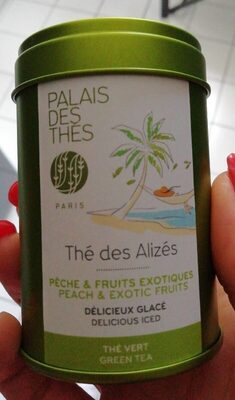 PALAIS
DES
THÉS
PARIS
Thé des Alizés
PÊCHE & FRUITS EXOTIQUES
PEACH & EXOTIC FRUITS
DÉLICIEUX GLACÉ
DELICIOUS ICED
THÉ VERT
GREEN TEA